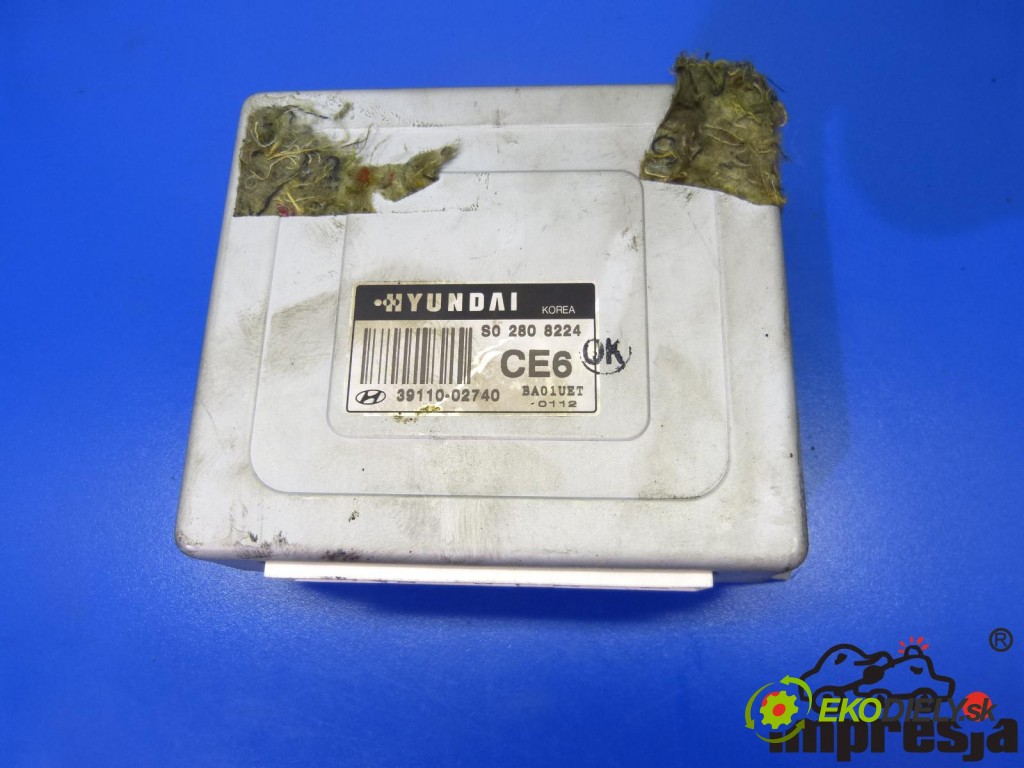 HYUNDAI KOREA
S0 280 8224
CE6 OK
39110-02740 BA01UET
0112
®
EKODIELY.sk
impresja